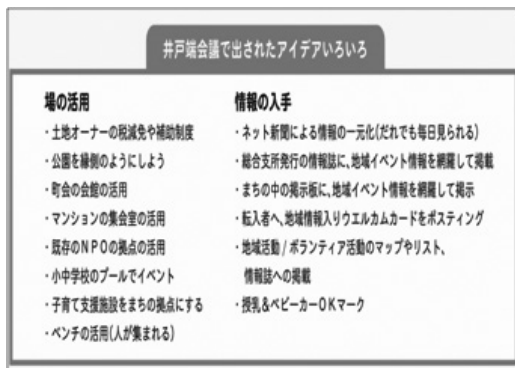 井戸端会議で出されたアイデアいろいろ
場の活用
・土地オーナーの税減免や補助制度
・公園を縁側のようにしよう
・町会の会館の活用
・マンションの集会室の活用
・既存のNPOの拠点の活用
・小中学校のプールでイベント
・子育て支援施設をまちの拠点にする
・ベンチの活用(人が集まれる)
情報の入手
・ネット新聞による情報の一元化(だれでも毎日見られる)
・総合支所発行の情報誌に、地域イベント情報を網羅して掲載
・まちの中の掲示板に、地域イベント情報を網羅して掲示
・転入者へ、地域情報入りウエルカムカードをポスティング
・地域活動/ボランティア活動のマップやリスト、
情報誌への掲載
・授乳&ベビーカーOKマーク